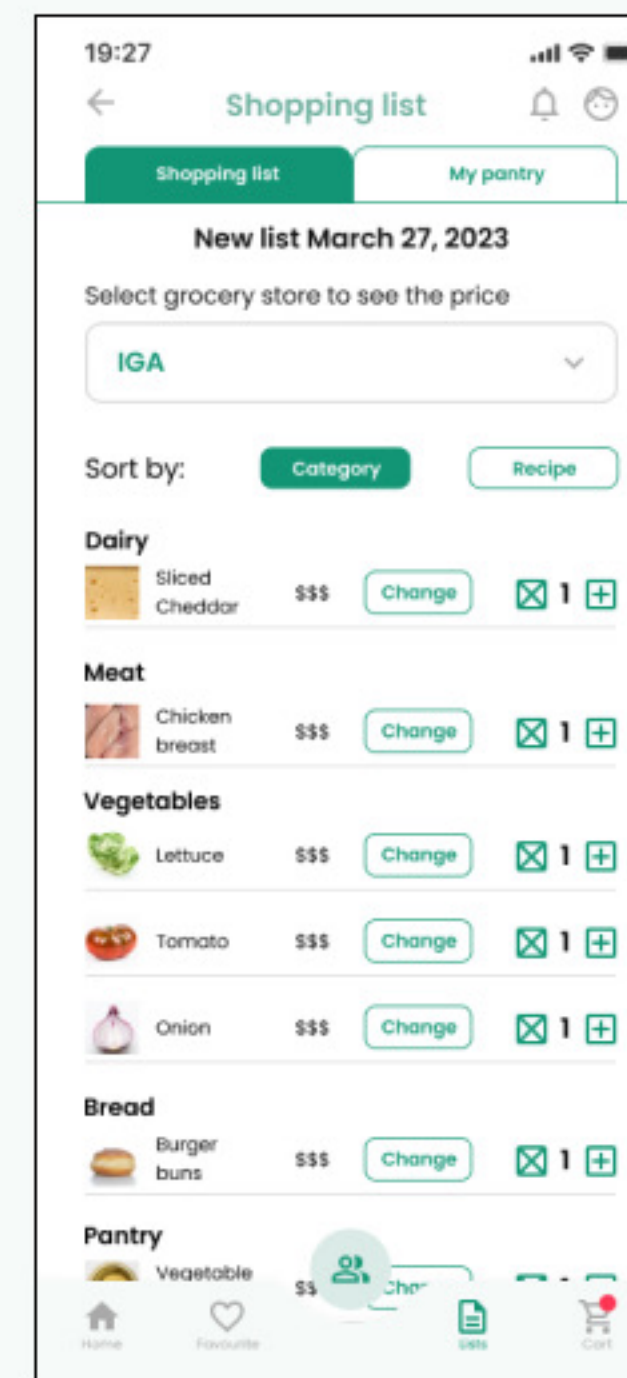 19:27
Shopping list
Shopping list My pantry
New list March 27, 2023
Select grocery store to see the price
IGA
Sort by: Category Recipe
Dairy
Sliced
Cheddar $$$ Change 1
Meat
Chicken
breast $$$ Change 1
Vegetables
Lettuce $$$ Change 1
Tomato $$$ Change 1
Onion $$$ Change 1
Bread
Burger
buns $$$ Change 1
Pantry
Vegetable
Home Favourite Lists Cart